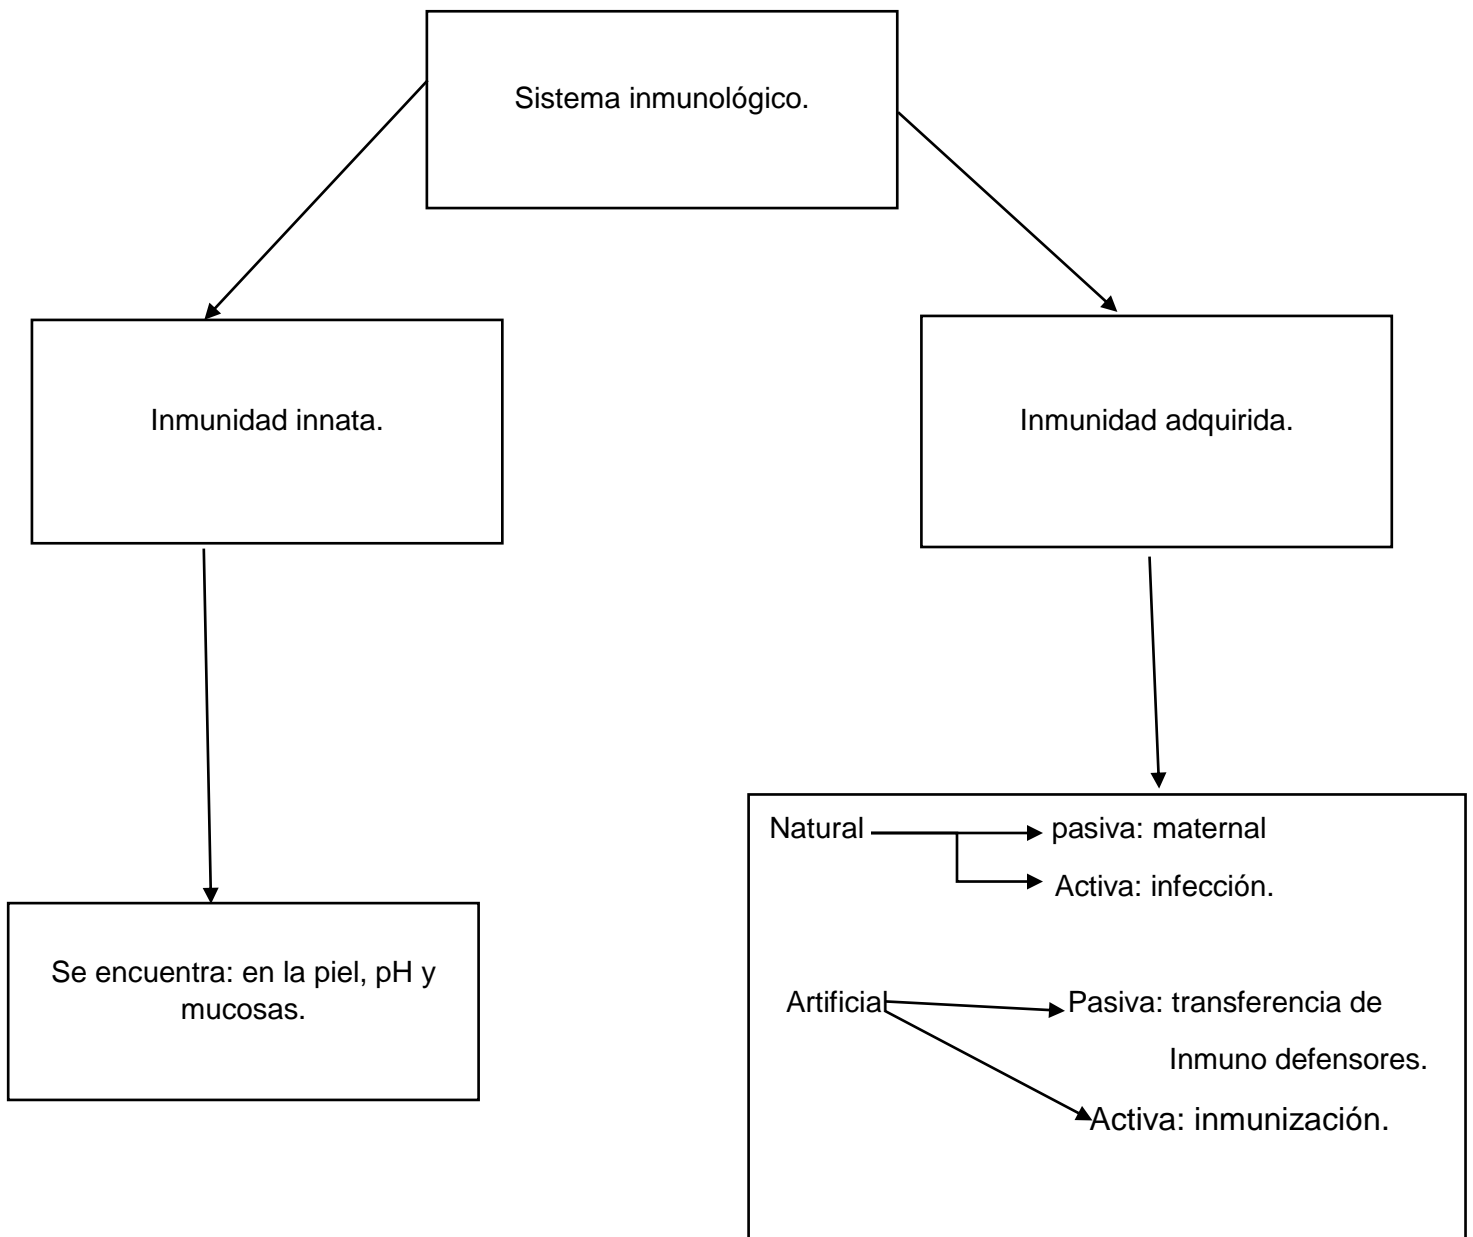 Sistema inmunológico.
Inmunidad innata.
Inmunidad adquirida.
Se encuentra: en la piel, pH y
mucosas.
Natural pasiva: maternal
Activa: infección.
Artificial Pasiva: transferencia de
Inmuno defensores.
Activa: inmunización.